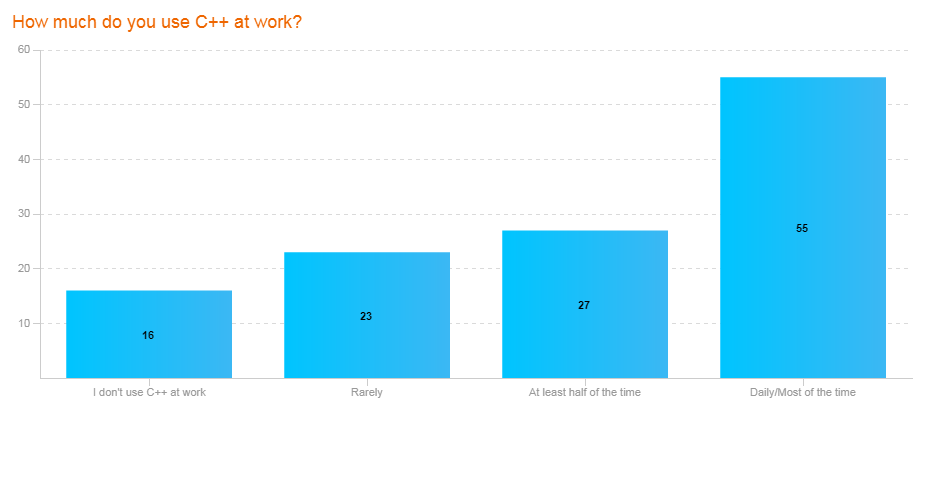 How much do you use C++ at work?
60
50
40
30
20
10
16
23
27
55
I don't use C++ at work
Rarely
At least half of the time
Daily/Most of the time